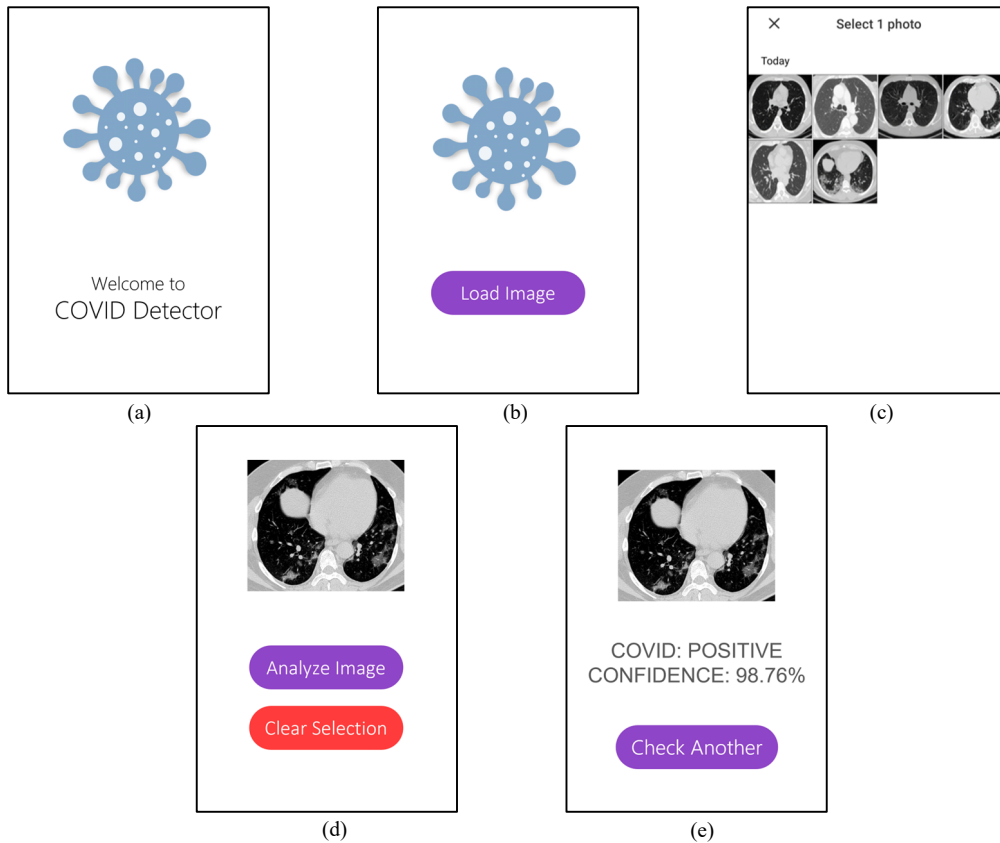 Welcome to
COVID Detector
(a)
Load Image
(b)
Select 1 photo
Today
(c)
Analyze Image
Clear Selection
(d)
COVID: POSITIVE
CONFIDENCE: 98.76%
Check Another
(e)